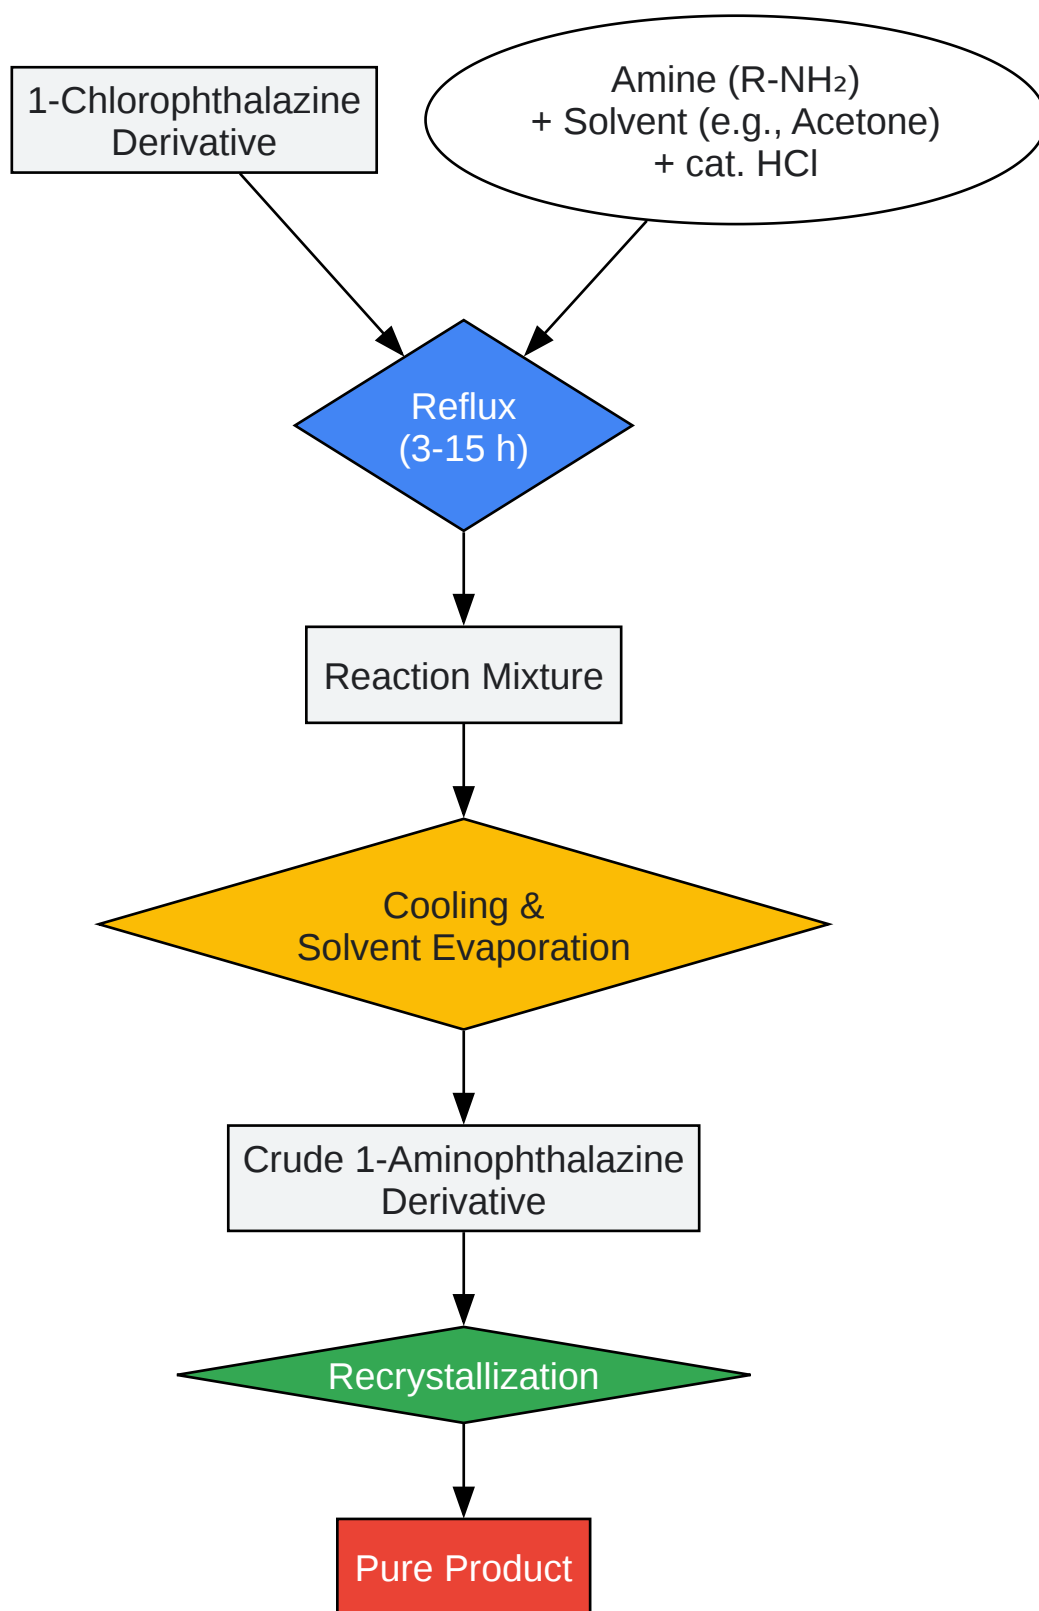 1-Chlorophthalazine
Derivative
Amine (R-NH₂)
+ Solvent (e.g., Acetone)
+ cat. HCl
Reflux
(3-15 h)
Reaction Mixture
Cooling &
Solvent Evaporation
Crude 1-Aminophthalazine
Derivative
Recrystallization
Pure Product